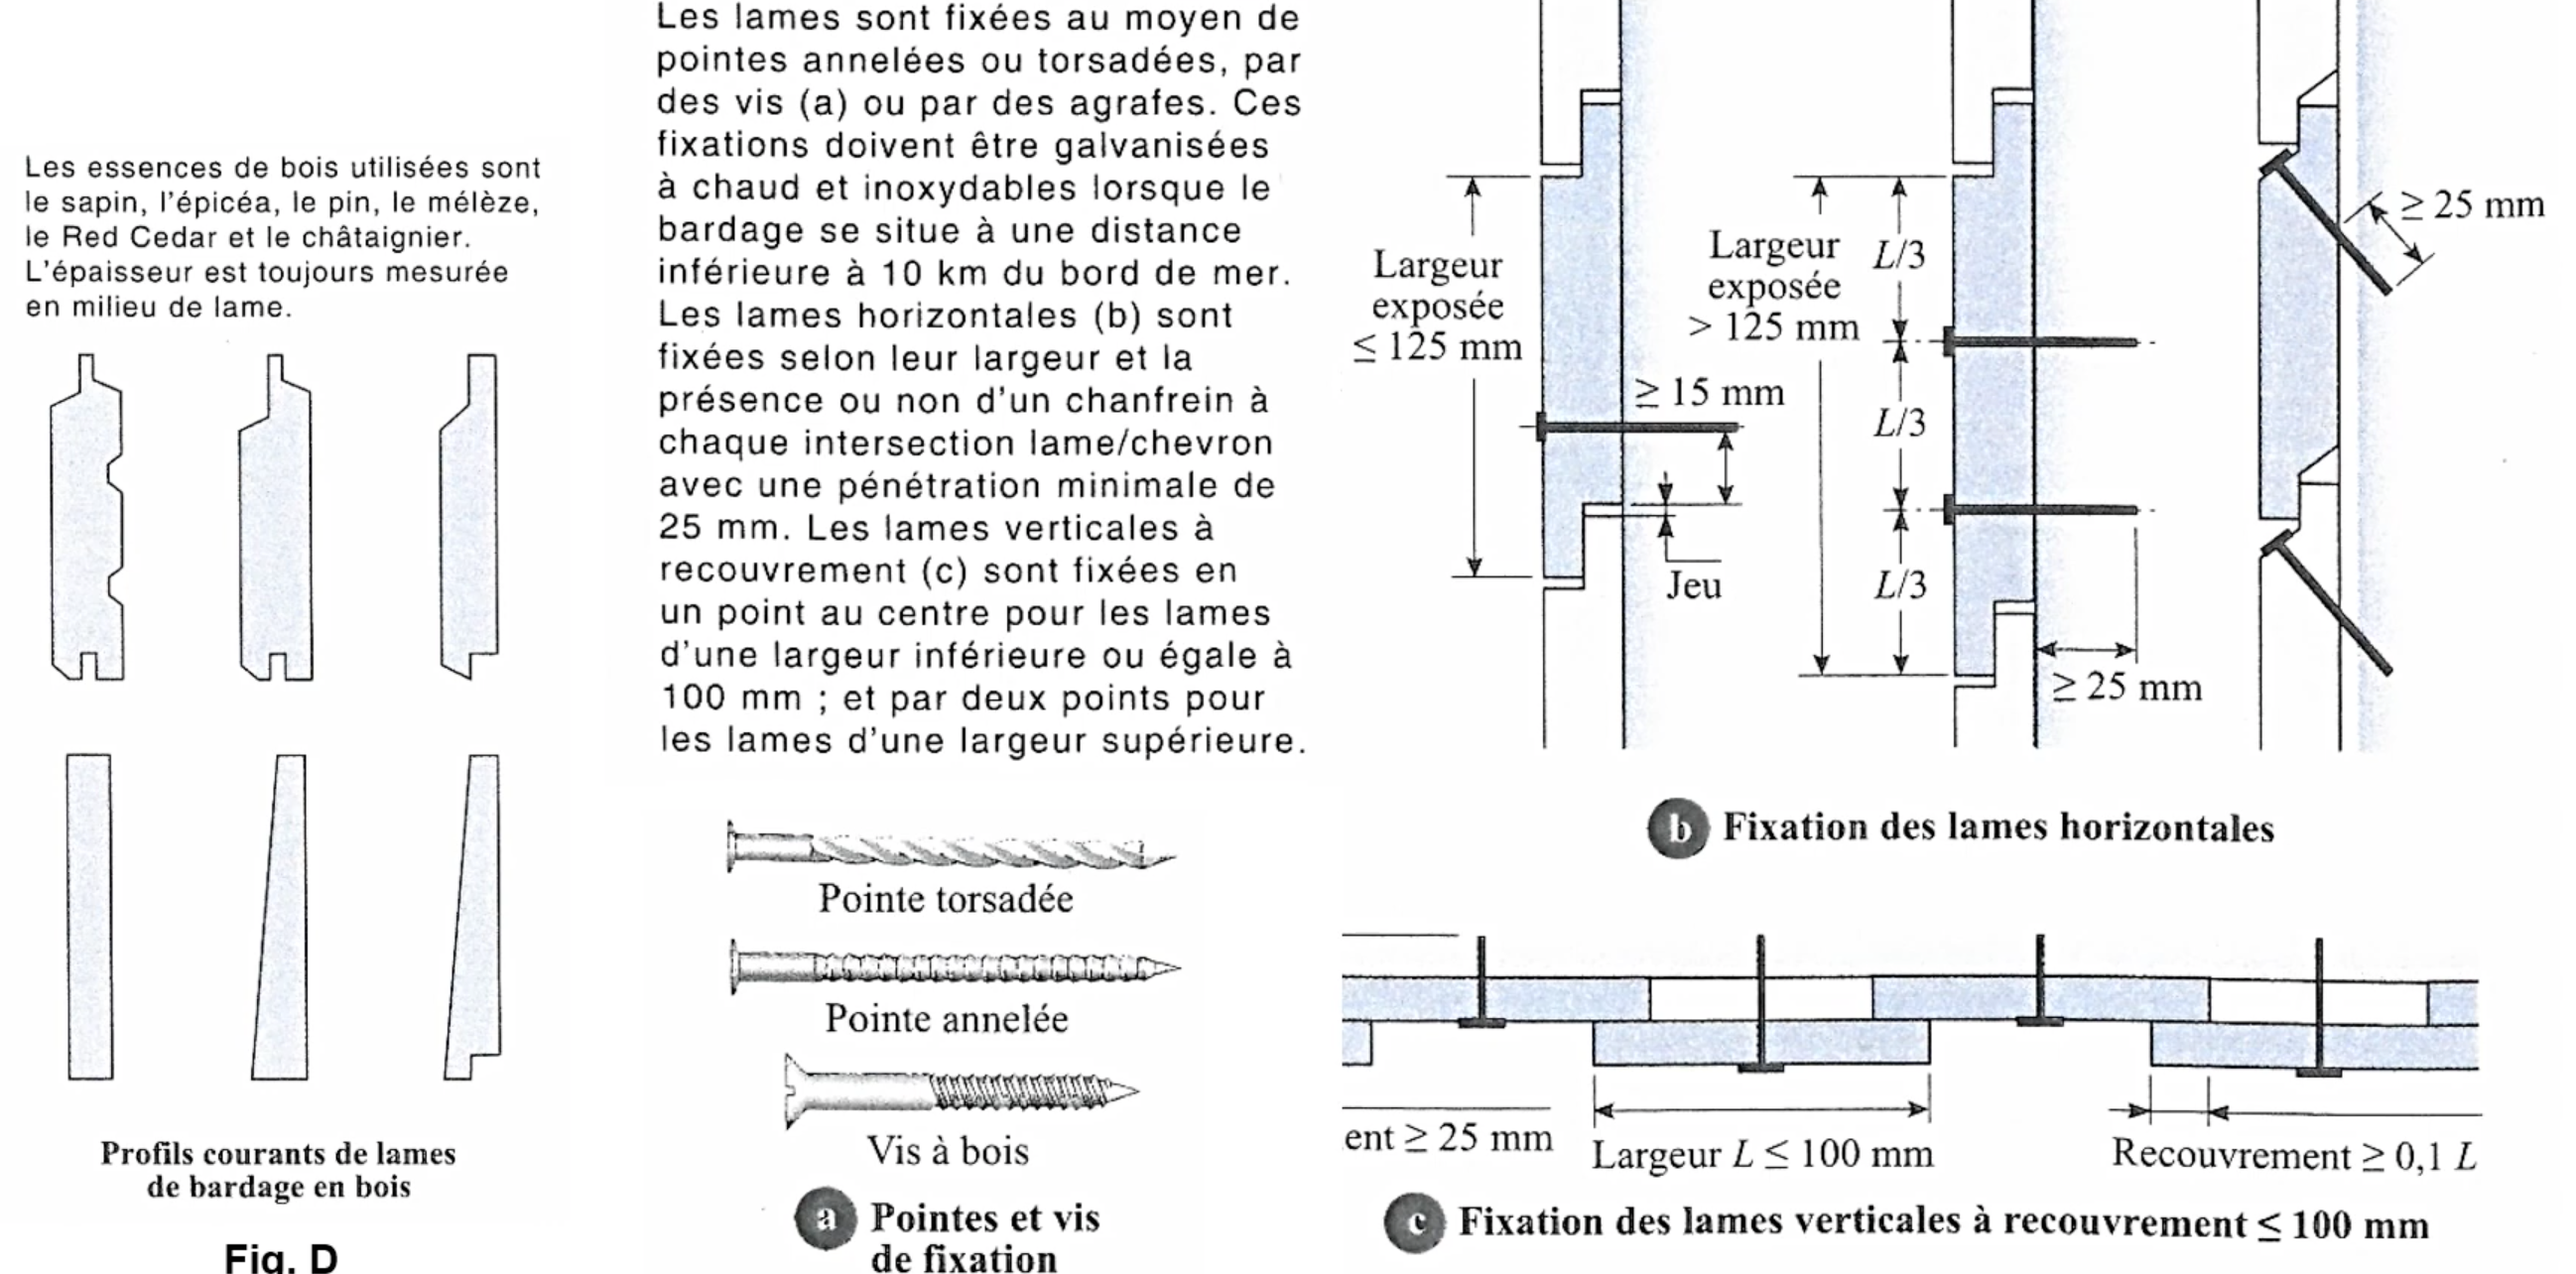 Les essences de bois utilisées sont
le sapin, l'épicéa, le pin, le mélèze,
le Red Cedar et le châtaignier.
L'épaisseur est toujours mesurée
en milieu de lame.
Profils courants de lames
de bardage en bois
Fig. D
Les lames sont fixées au moyen de
pointes annelées ou torsadées, par
des vis (a) ou par des agrafes. Ces
fixations doivent être galvanisées
à chaud et inoxydables lorsque le
bardage se situe à une distance
inférieure à 10 km du bord de mer.
Les lames horizontales (b) sont
fixées selon leur largeur et la
présence ou non d'un chanfrein à
chaque intersection lame/chevron
avec une pénétration minimale de
25 mm. Les lames verticales à
recouvrement (c) sont fixées en
un point au centre pour les lames
d'une largeur inférieure ou égale à
100 mm ; et par deux points pour
les lames d'une largeur supérieure.
Pointe torsadée
Pointe annelée
Vis à bois
a Pointes et vis
de fixation
Largeur
exposée
≤ 125 mm
≥ 15 mm
Jeu
Largeur
exposée
> 125 mm
L/3
L/3
L/3
≥ 25 mm
≥ 25 mm
b Fixation des lames horizontales
ent ≥ 25 mm
Largeur L ≤ 100 mm
Recouvrement ≥ 0,1 L
c Fixation des lames verticales à recouvrement ≤ 100 mm